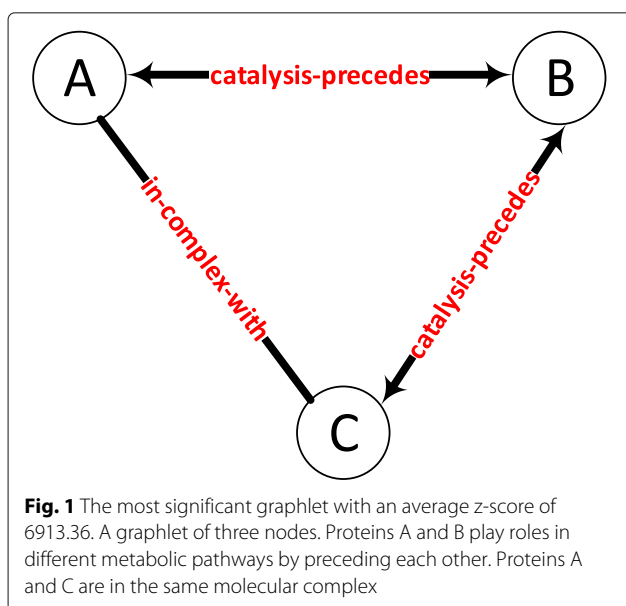 A
catalysis-precedes
B
in-complex-with
catalysis-precedes
C
Fig. 1 The most significant graphlet with an average z-score of
6913.36. A graphlet of three nodes. Proteins A and B play roles in
different metabolic pathways by preceding each other. Proteins A
and C are in the same molecular complex